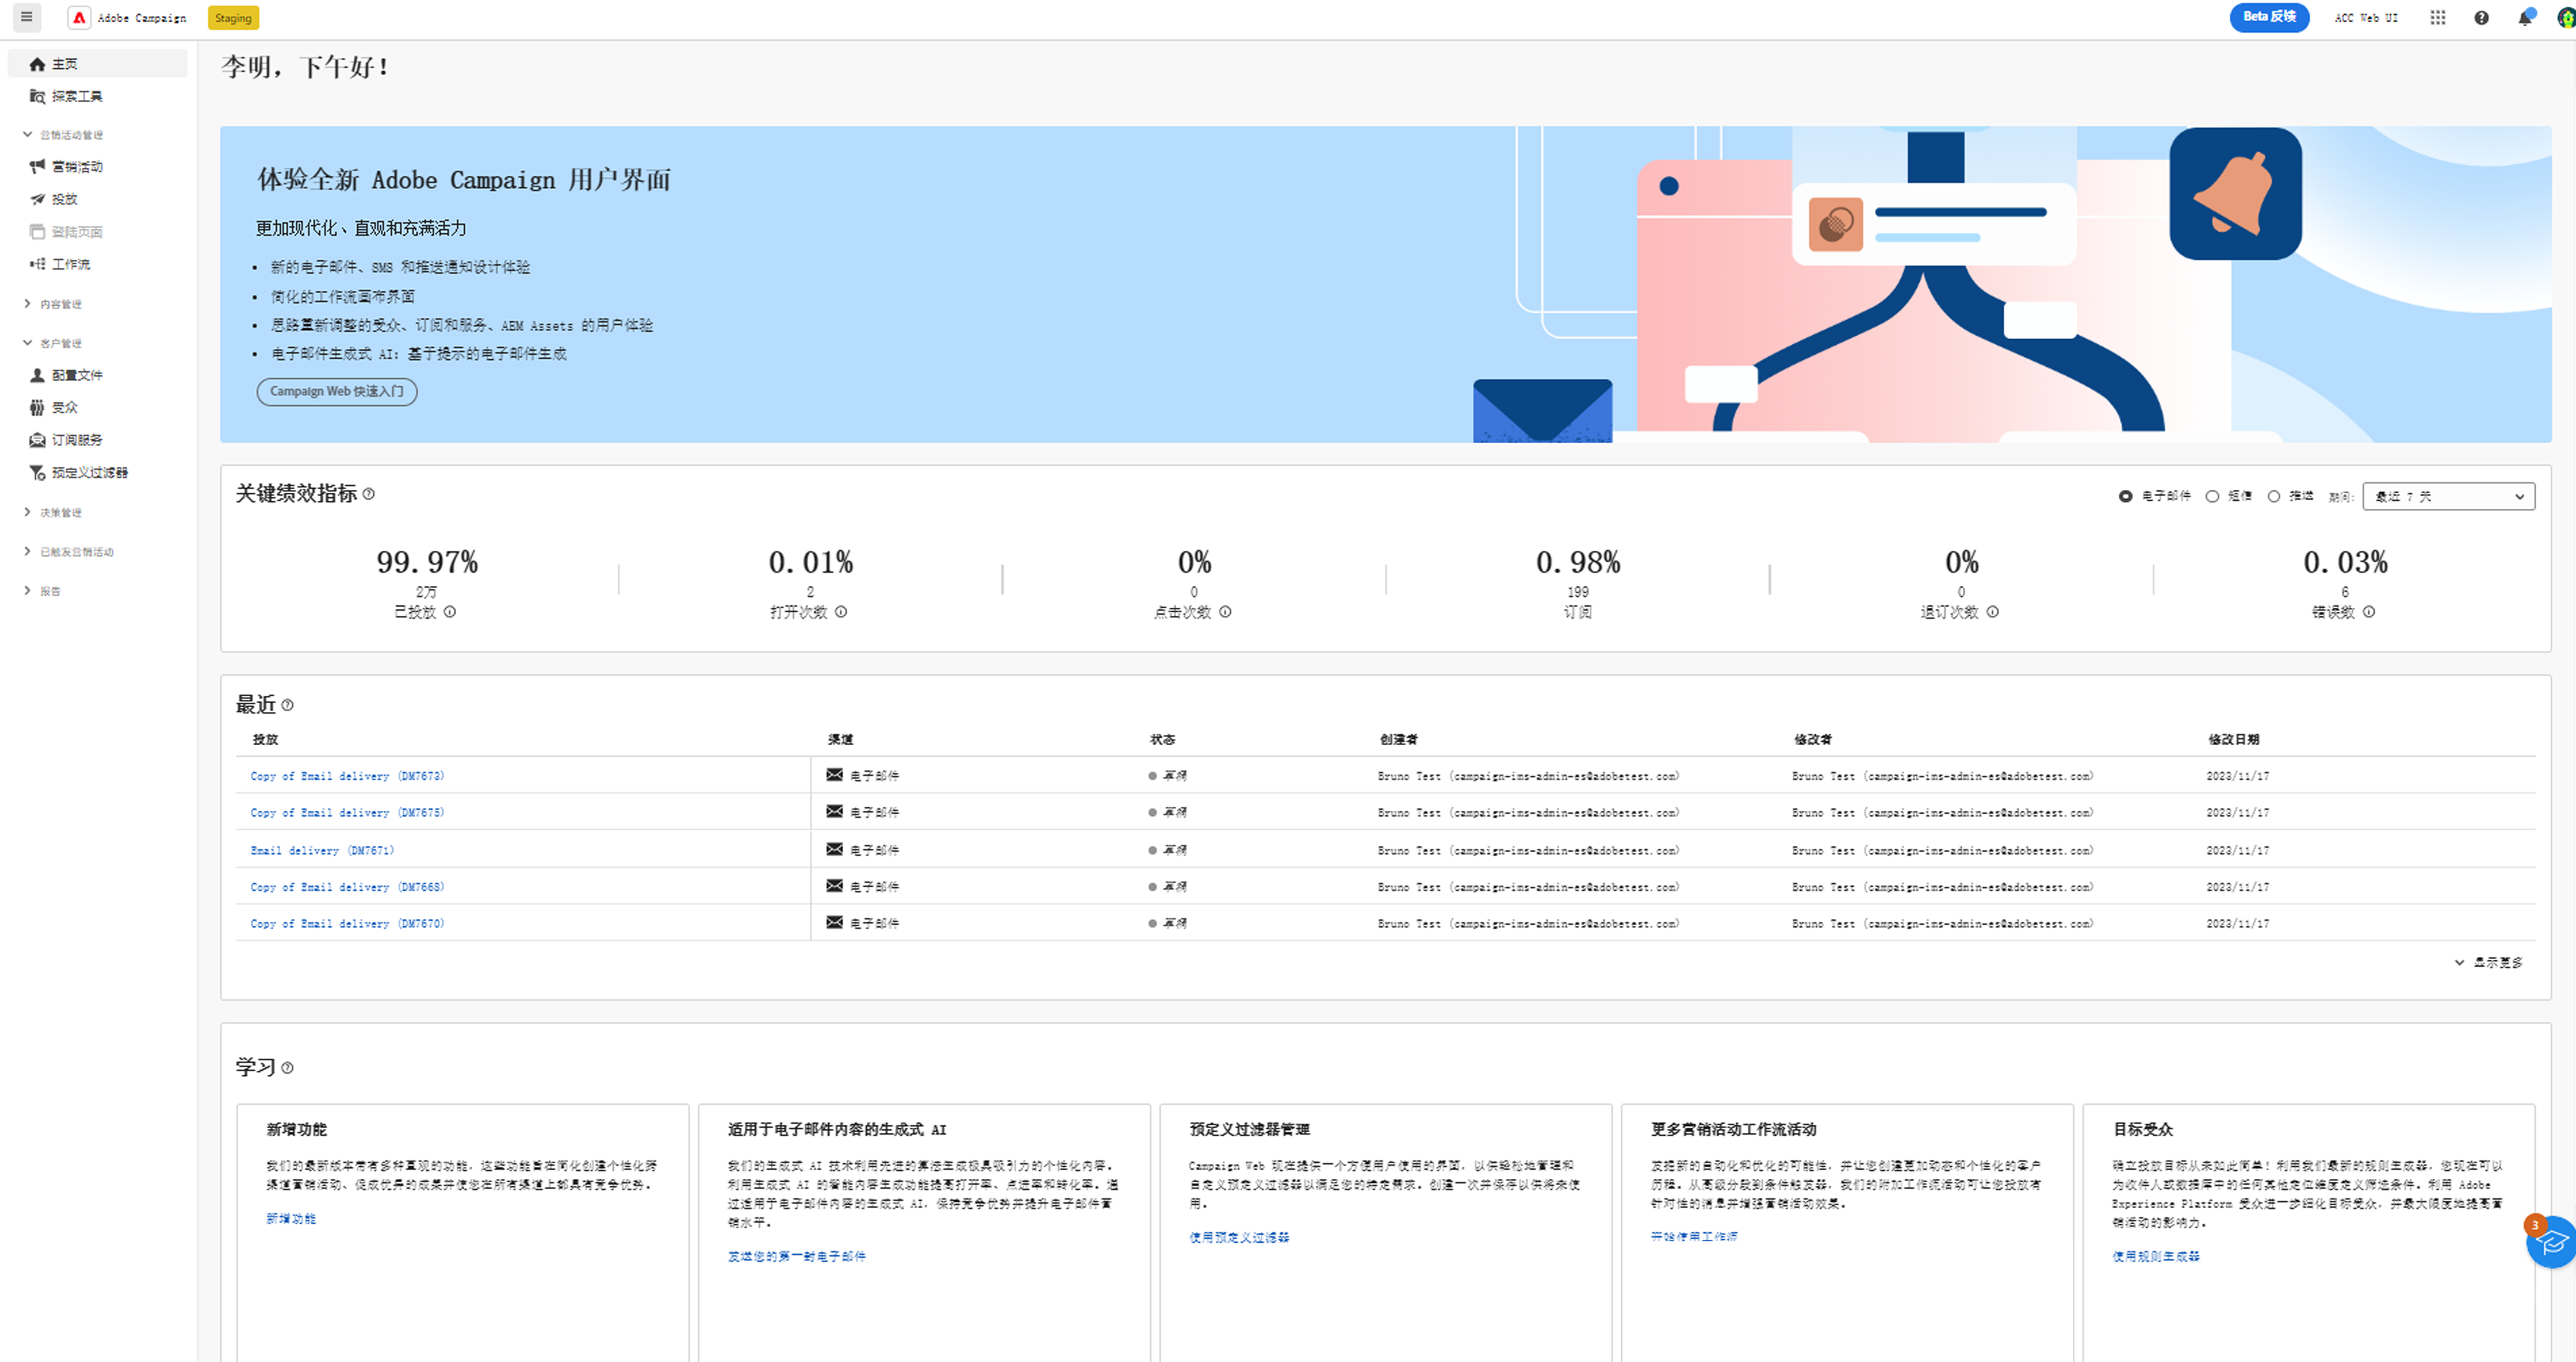 Adobe Campaign
Staging
Beta 反馈
ACC Web UI
主页
探索工具
营销活动管理
营销活动
投放
登陆页面
工作流
内容管理
客户管理
配置文件
受众
订阅服务
预定义过滤器
决策管理
已触发营销活动
报告
李明，下午好！
体验全新 Adobe Campaign 用户界面
更加现代化、直观和充满活力
• 新的电子邮件、SMS 和推送通知设计体验
• 简化的工作流画布界面
• 思路重新调整的受众、订阅和服务、AEM Assets 的用户体验
• 电子邮件生成式 AI：基于提示的电子邮件生成
Campaign Web 快速入门
关键绩效指标
电子邮件 短信 推送 期间: 最近 7 天
99.97% 0.01% 0% 0.98% 0% 0.03%
2万 2 0 199 0 6
已投放 打开次数 点击次数 订阅 退订次数 错误数
最近
投放 渠道 状态 创建者 修改者 修改日期
Copy of Email delivery (DM7673) 电子邮件 草稿 Bruno Test (campaign-ims-admin-es@adobetest.com) Bruno Test (campaign-ims-admin-es@adobetest.com) 2023/11/17
Copy of Email delivery (DM7675) 电子邮件 草稿 Bruno Test (campaign-ims-admin-es@adobetest.com) Bruno Test (campaign-ims-admin-es@adobetest.com) 2023/11/17
Email delivery (DM7671) 电子邮件 草稿 Bruno Test (campaign-ims-admin-es@adobetest.com) Bruno Test (campaign-ims-admin-es@adobetest.com) 2023/11/17
Copy of Email delivery (DM7668) 电子邮件 草稿 Bruno Test (campaign-ims-admin-es@adobetest.com) Bruno Test (campaign-ims-admin-es@adobetest.com) 2023/11/17
Copy of Email delivery (DM7670) 电子邮件 草稿 Bruno Test (campaign-ims-admin-es@adobetest.com) Bruno Test (campaign-ims-admin-es@adobetest.com) 2023/11/17
显示更多
学习
新增功能
我们的最新版本带有多种直观的功能，这些功能旨在简化创建个性化跨
渠道营销活动、促成优异的成果并使您在所有渠道上都具有竞争优势。
新增功能
适用于电子邮件内容的生成式 AI
我们的生成式 AI 技术利用先进的算法生成极具吸引力的个性化内容。
利用生成式 AI 的智能内容生成功能提高打开率、点进率和转化率。通
过适用于电子邮件内容的生成式 AI，保持竞争优势并提升电子邮件营
销水平。
发送您的第一封电子邮件
预定义过滤器管理
Campaign Web 现在提供一个方便用户使用的界面，以供轻松地管理和
自定义预定义过滤器以满足您的特定需求。创建一次并保存以供将来使
用。
使用预定义过滤器
更多营销活动工作流活动
发掘新的自动化和优化的可能性，并让您创建更加动态和个性化的客户
历程。从高级分段到条件触发器，我们的附加工作流活动可让您投放有
针对性的消息并增强营销活动效果。
开始使用工作流
目标受众
确立投放目标从未如此简单！利用我们最新的规则生成器，您现在可以
为收件人或数据库中的任何其他定位维度定义筛选条件。利用 Adobe
Experience Platform 受众进一步细化目标受众，并最大限度地提高营
销活动的影响力。
使用规则生成器
3